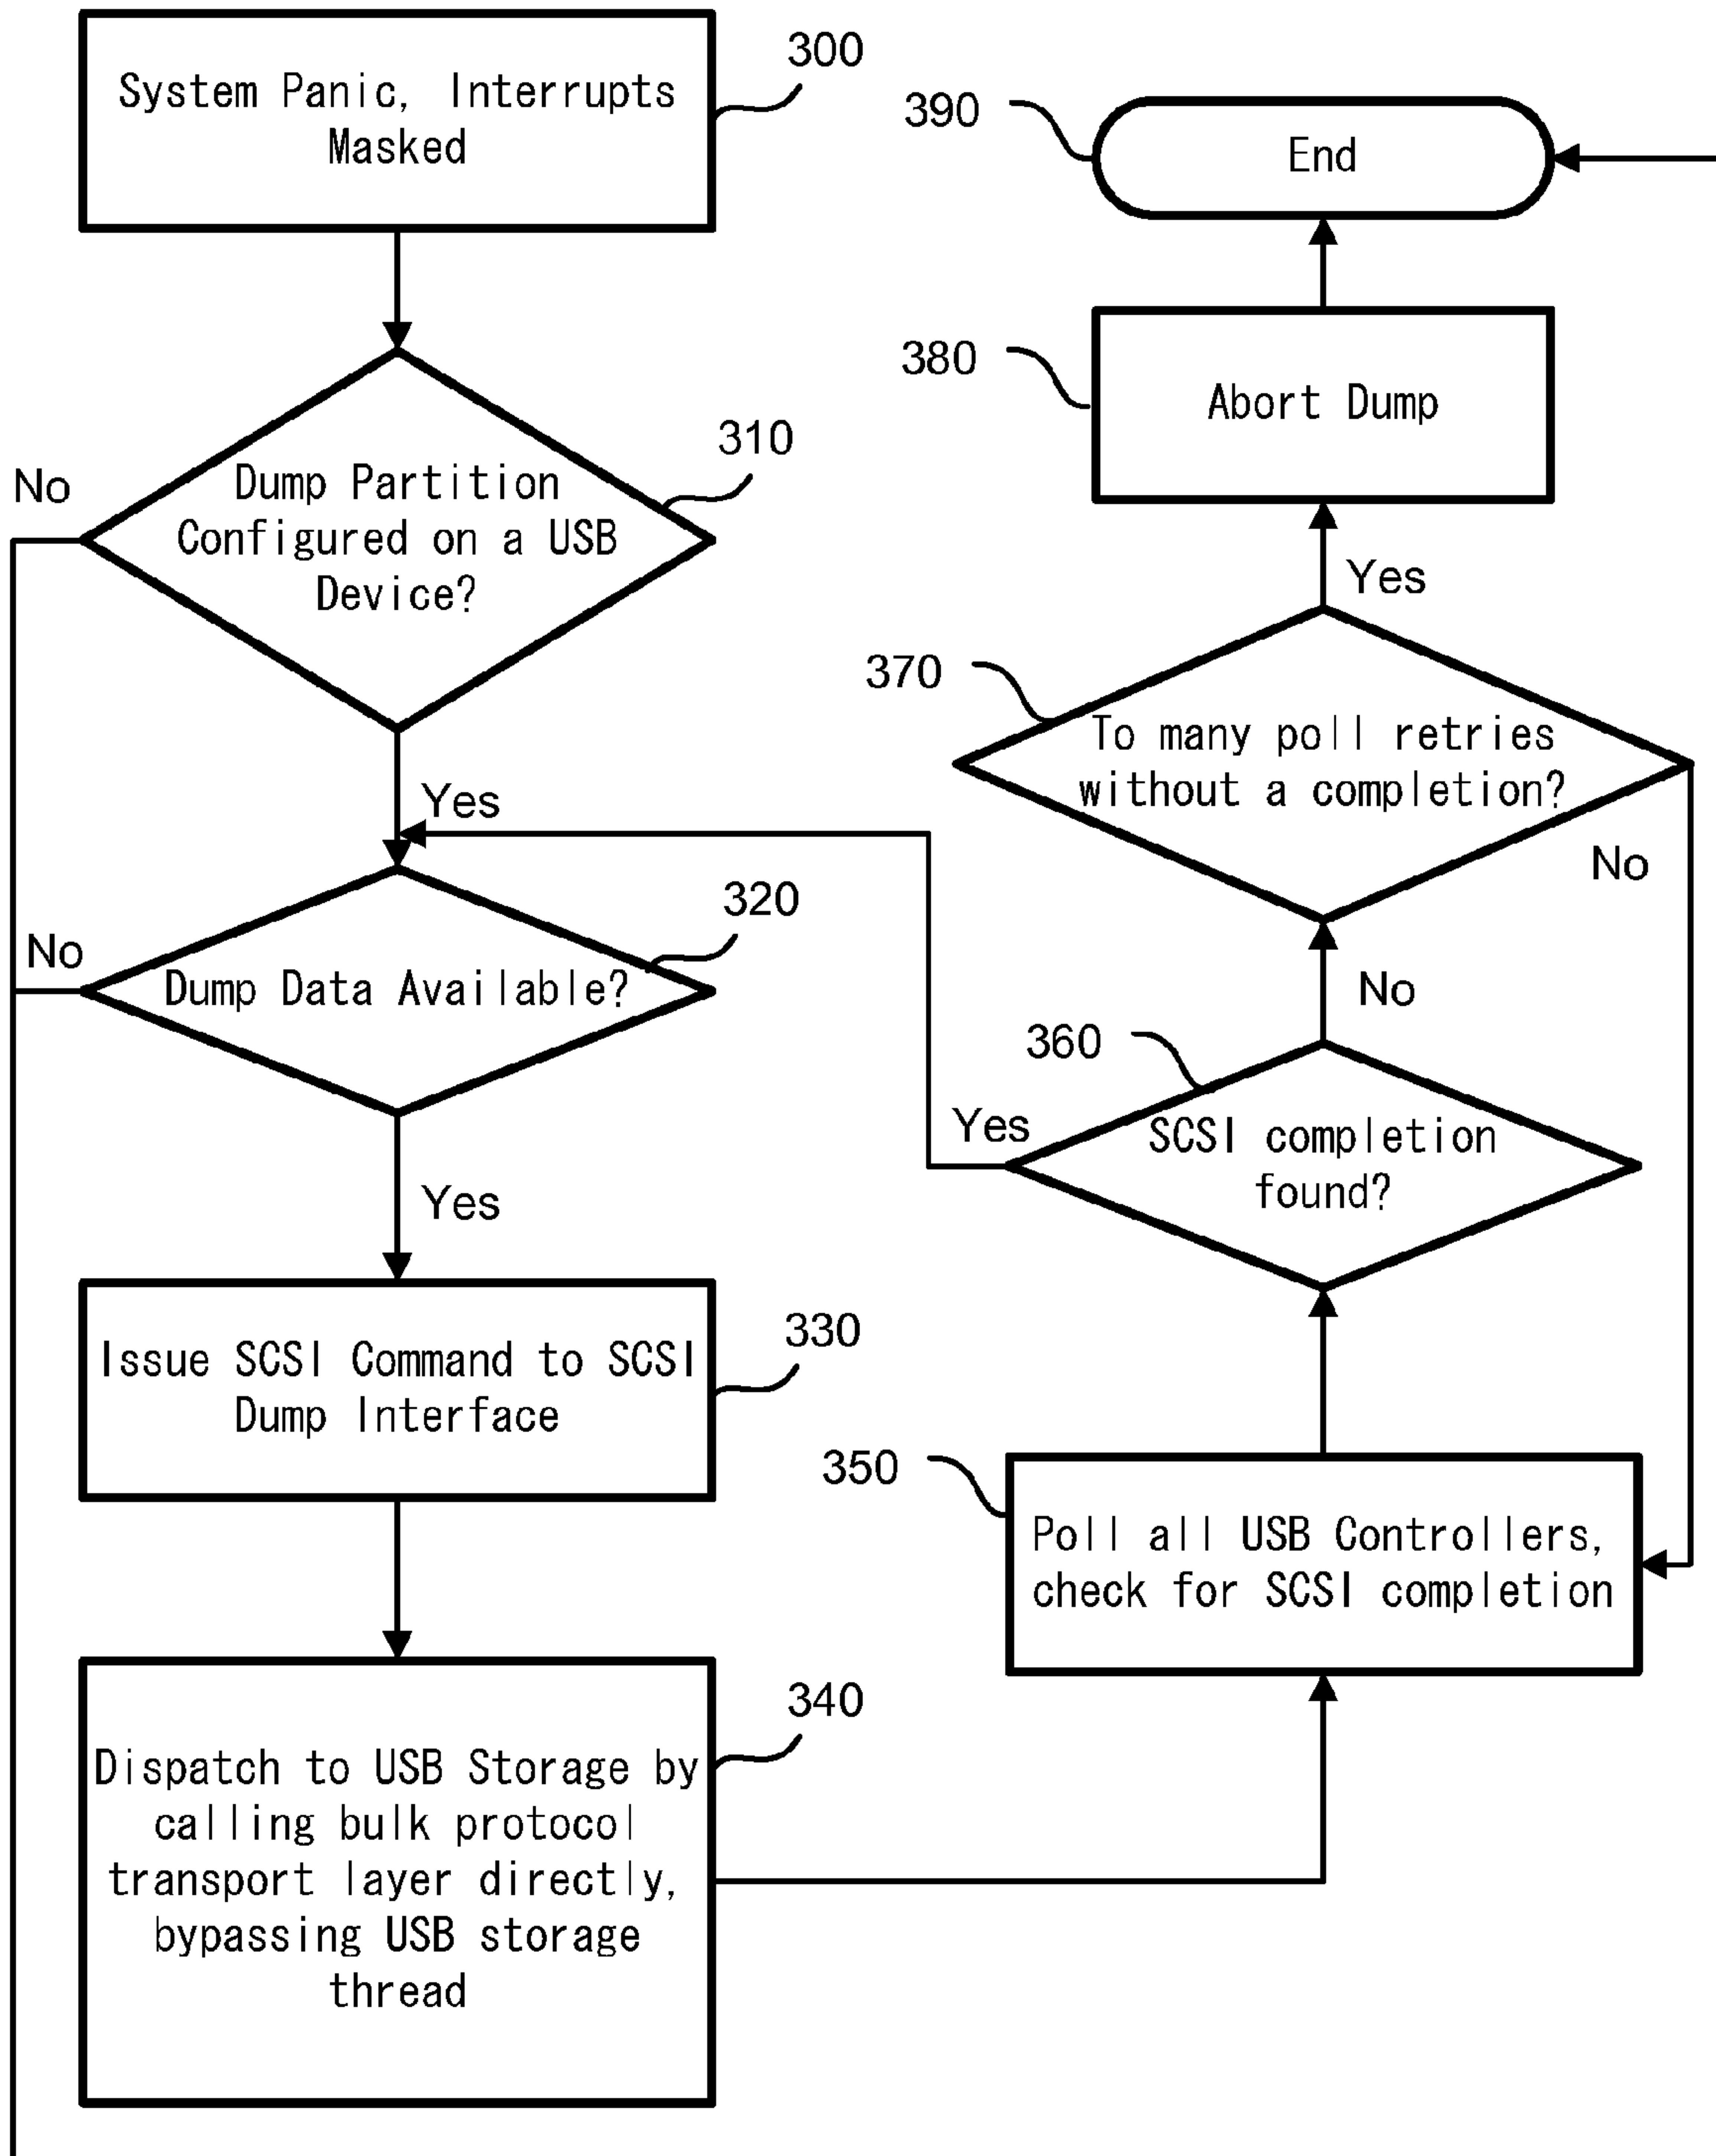 300
System Panic, Interrupts
Masked
310
No
Dump Partition
Configured on a USB
Device?
Yes
320
No
Dump Data Available?
Yes
330
Issue SCSI Command to SCSI
Dump Interface
340
Dispatch to USB Storage by
calling bulk protocol
transport layer directly,
bypassing USB storage
thread
350
Poll all USB Controllers,
check for SCSI completion
360
Yes
SCSI completion
found?
No
370
To many poll retries
without a completion?
No
Yes
380
Abort Dump
390
End